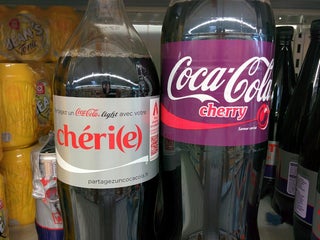 Partagez un Coca-Cola light avec votre
chéri(e)
partagezuncocacola.fr
Coca-Cola
cherry